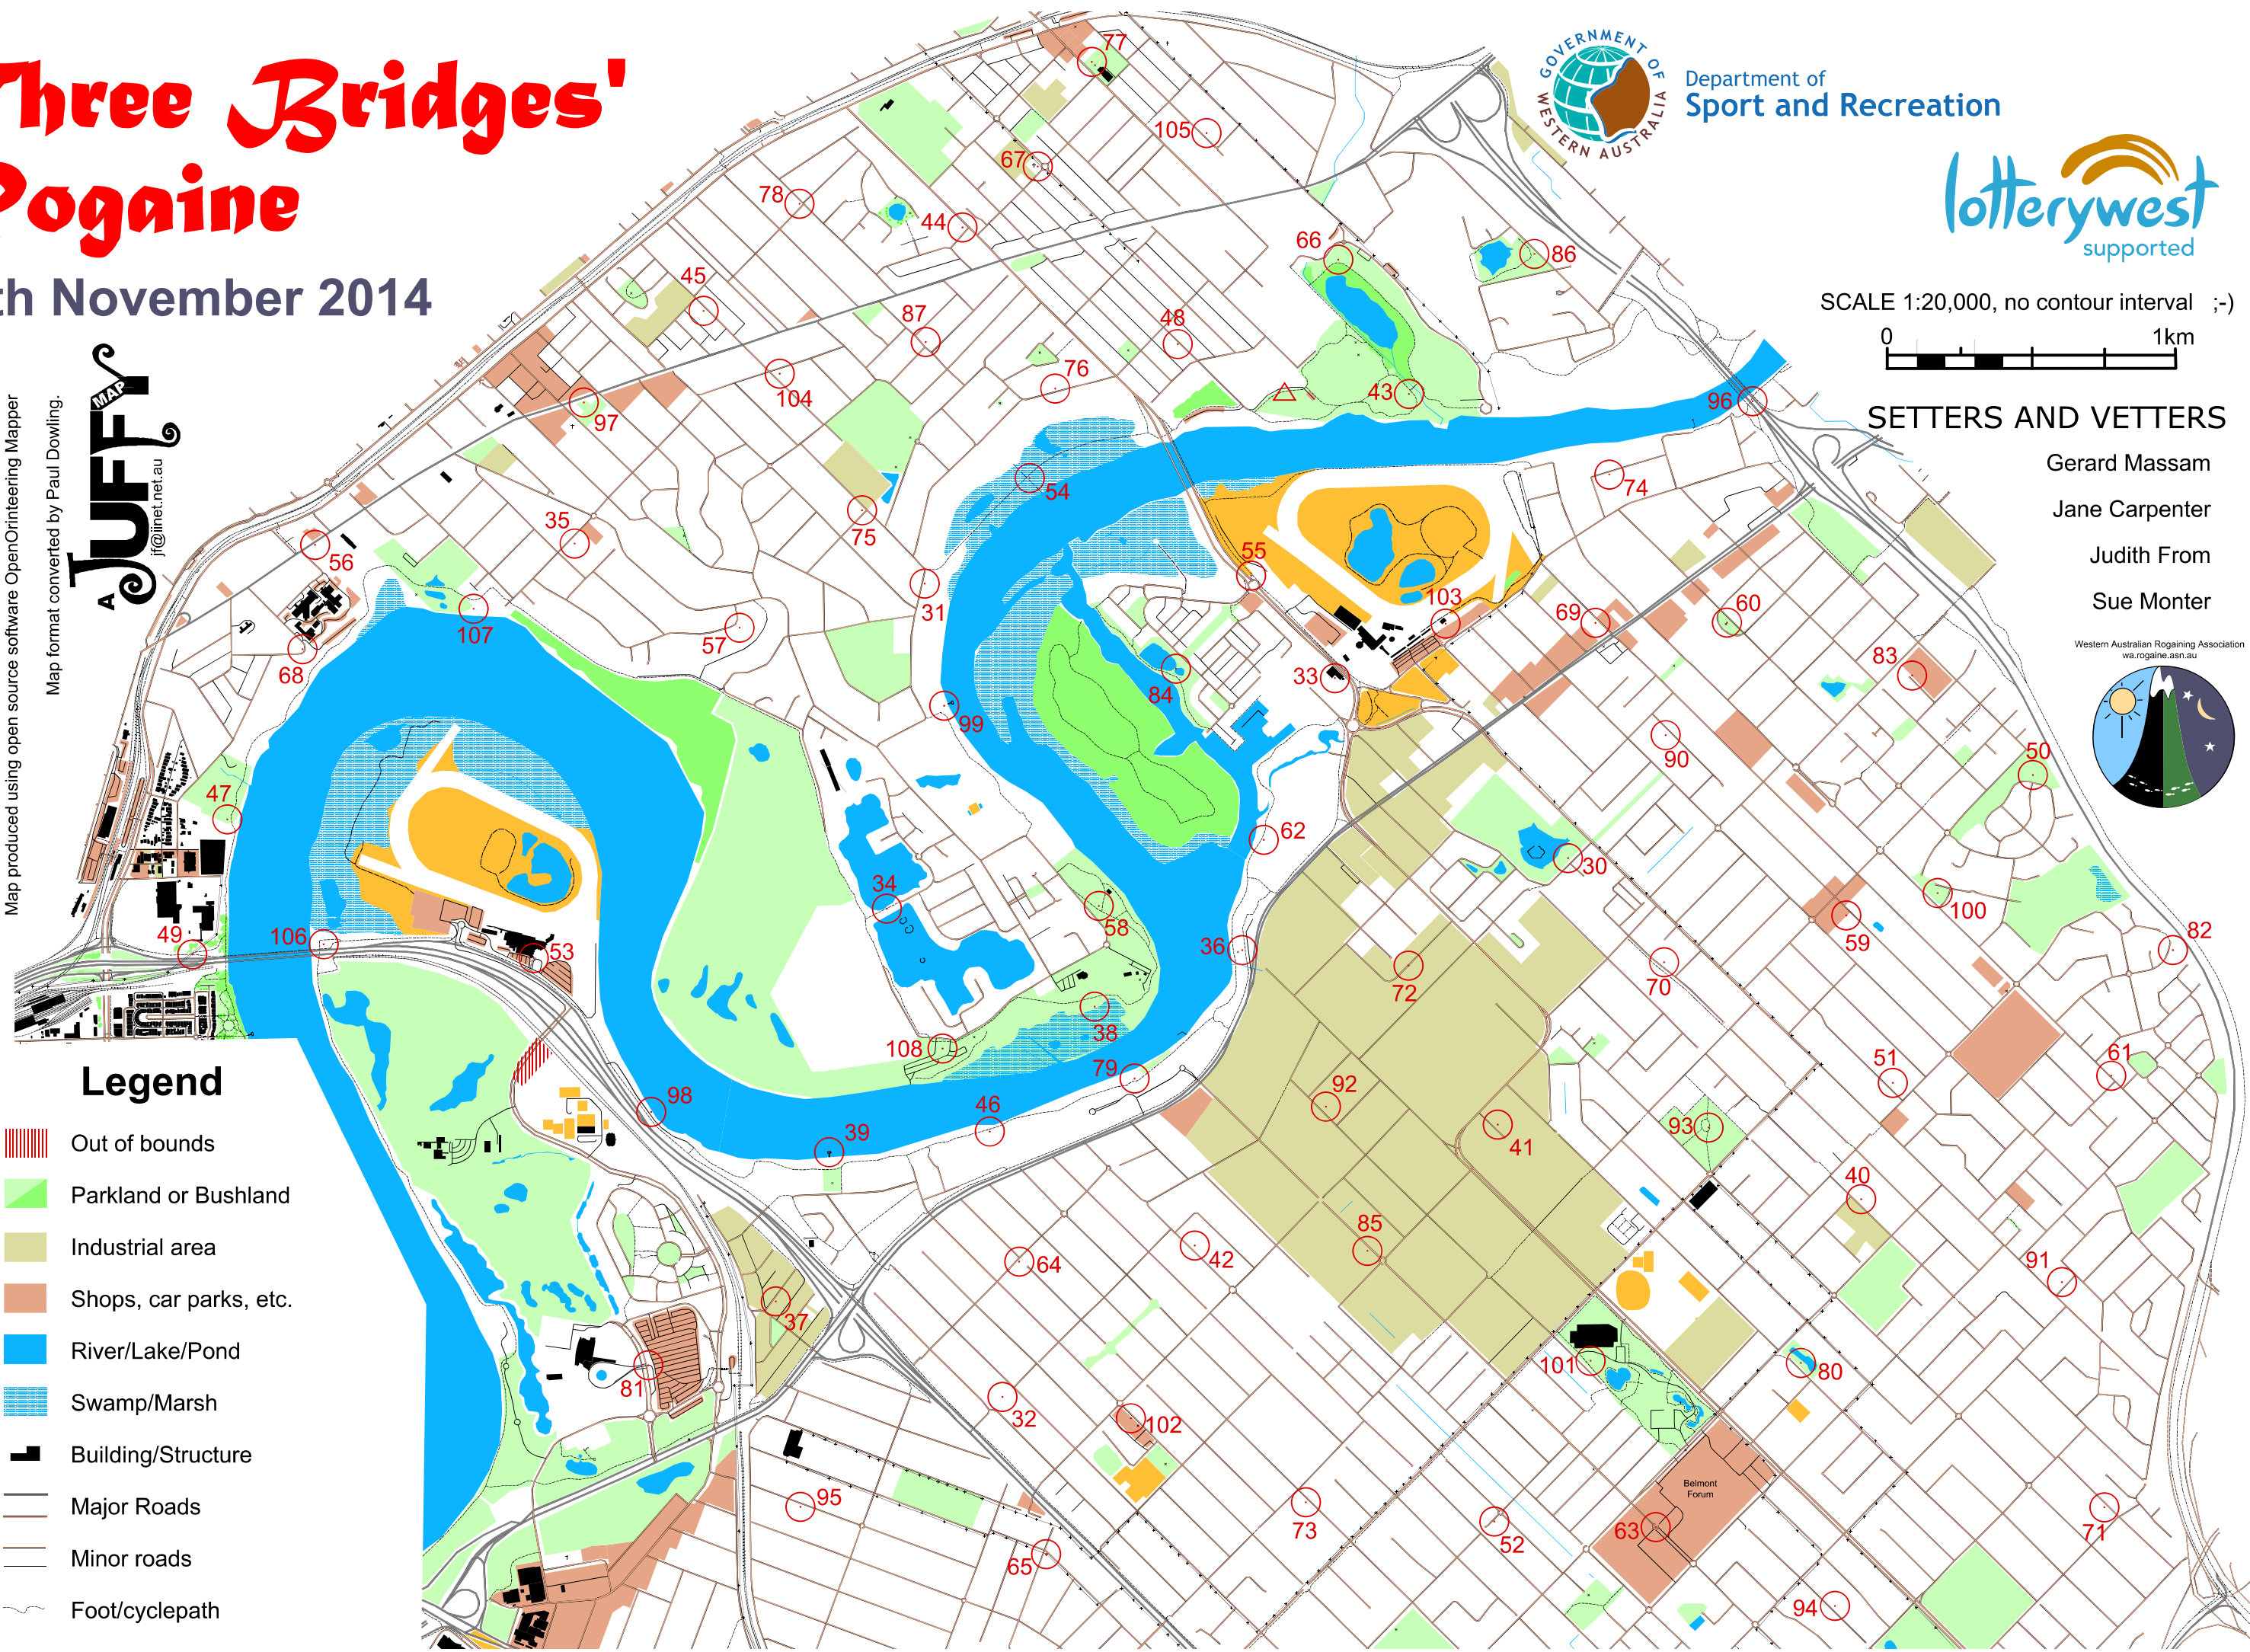 Three Bridges'
Rogaine
th November 2014
GOVERNMENT OF
WESTERN AUSTRALIA
Department of
Sport and Recreation
lotterywest
supported
SCALE 1:20,000, no contour interval ;-)
0 1km
SETTERS AND VETTERS
Gerard Massam
Jane Carpenter
Judith From
Sue Monter
Western Australian Rogaining Association
wa.rogaine.asn.au
Map produced using open source software OpenOrinteering Mapper
Map format converted by Paul Dowling.
A JUFFY MAP
jf@iinet.net.au
77
105
67
78
44
66
86
45
87
48
76
43
96
104
97
54
74
35
75
56
55
31
103
69
60
107
57
68
33
84
83
99
90
50
47
62
30
34
58
100
59
49
106
53
36
72
70
82
38
108
79
51
61
92
98
46
39
41
93
40
85
64
42
91
37
81
101
80
32
102
95
Belmont
Forum
63
73
52
71
65
94
Legend
Out of bounds
Parkland or Bushland
Industrial area
Shops, car parks, etc.
River/Lake/Pond
Swamp/Marsh
Building/Structure
Major Roads
Minor roads
Foot/cyclepath